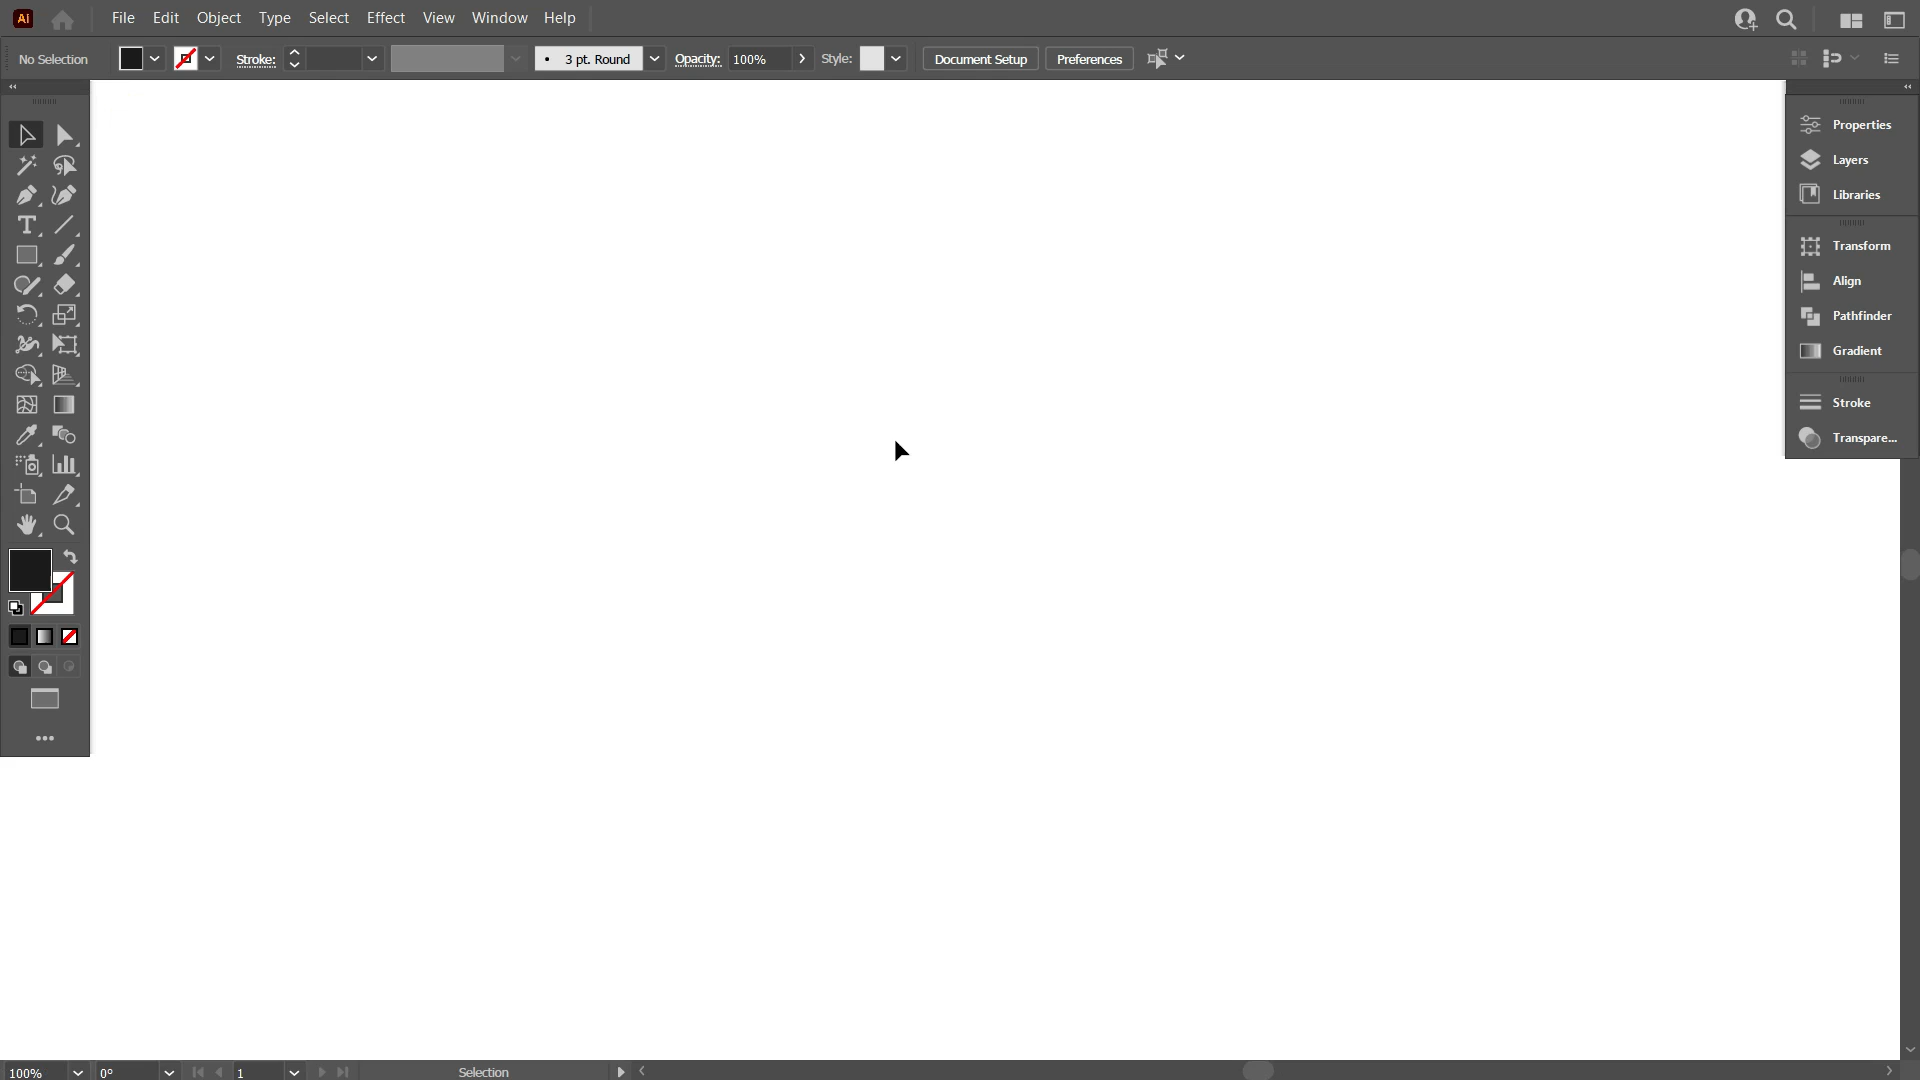 Ai File Edit Object Type Select Effect View Window Help
No Selection Stroke: 3 pt. Round Opacity: 100% Style: Document Setup Preferences
Properties
Layers
Libraries
Transform
Align
Pathfinder
Gradient
Stroke
Transpare...
100% 0° 1 Selection